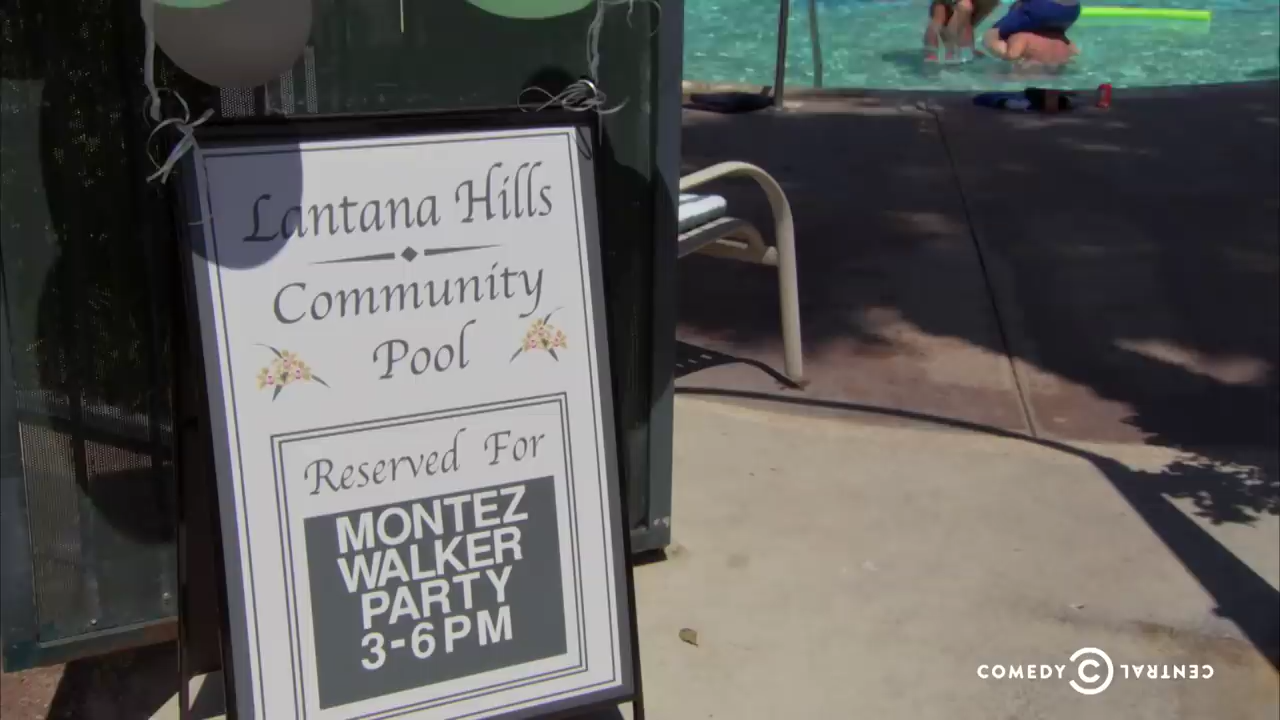 Lantana Hills
Community
Pool
Reserved For
MONTEZ
WALKER
PARTY
3-6PM
COMEDY CENTRAL